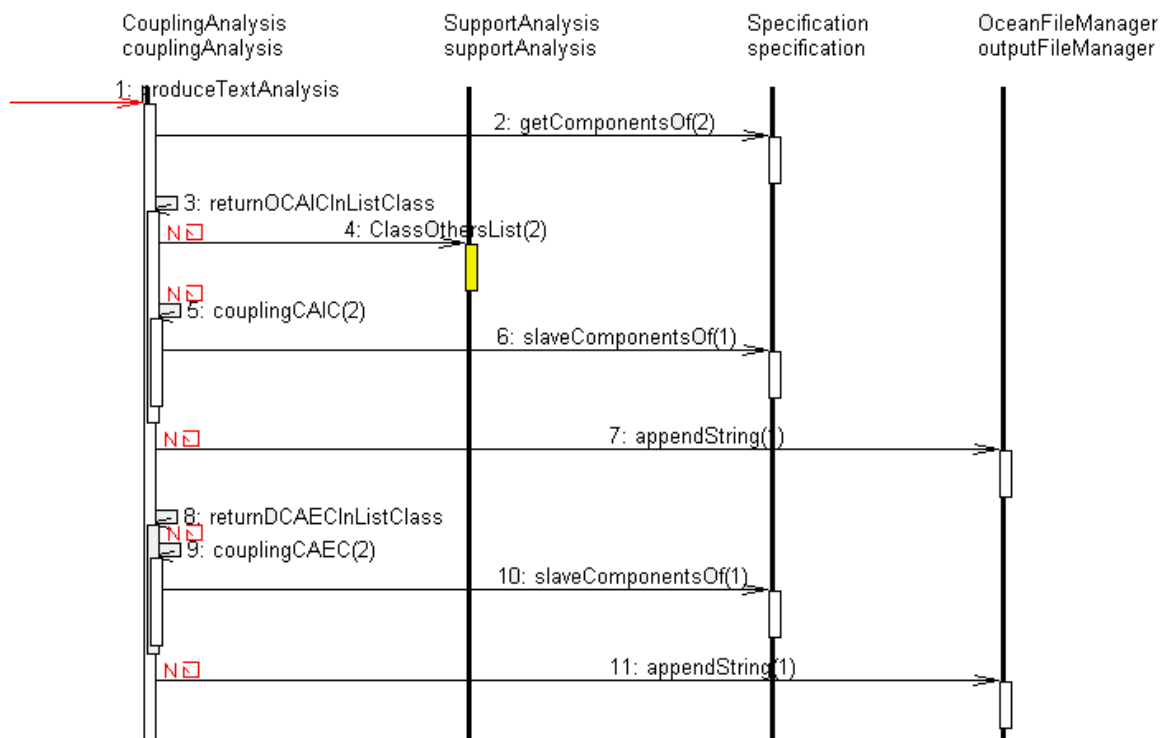 CouplingAnalysis SupportAnalysis Specification OceanFileManager
couplingAnalysis supportAnalysis specification outputFileManager
1: produceTextAnalysis
2: getComponentsOf(2)
3: returnOCAICInListClass
N 4: ClassOthersList(2)
N
5: couplingCAIC(2)
6: slaveComponentsOf(1)
N 7: appendString(1)
8: returnDCAECInListClass
N
9: couplingCAEC(2)
10: slaveComponentsOf(1)
N 11: appendString(1)